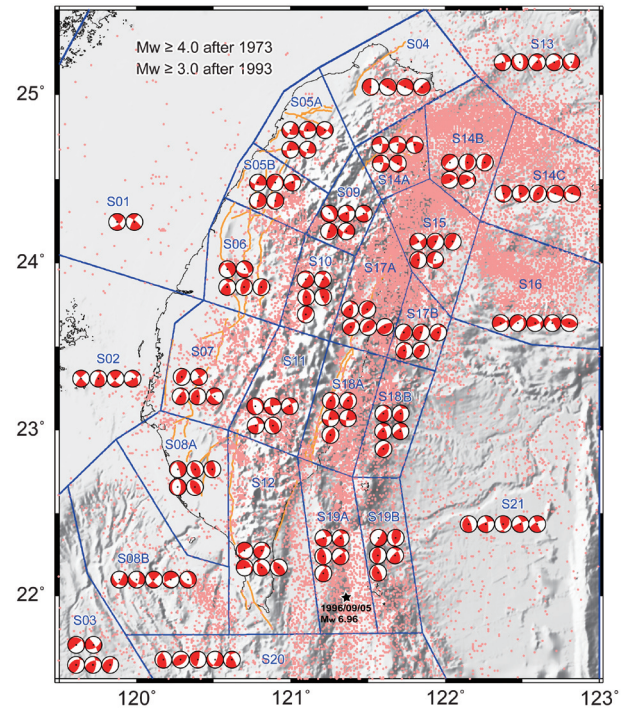 Mw ≥ 4.0 after 1973
Mw ≥ 3.0 after 1993
S04
S13
25°
S05A
S14B
S05B
S14A
S14C
S09
S01
S15
S06
24°
S10
S17A
S16
S17B
S07
S02
S11
S18A
S18B
23°
S08A
S12
S21
S19A
S19B
S08B
22°
1996/09/05
Mw 6.96
S03
S20
120°
121°
122°
123°